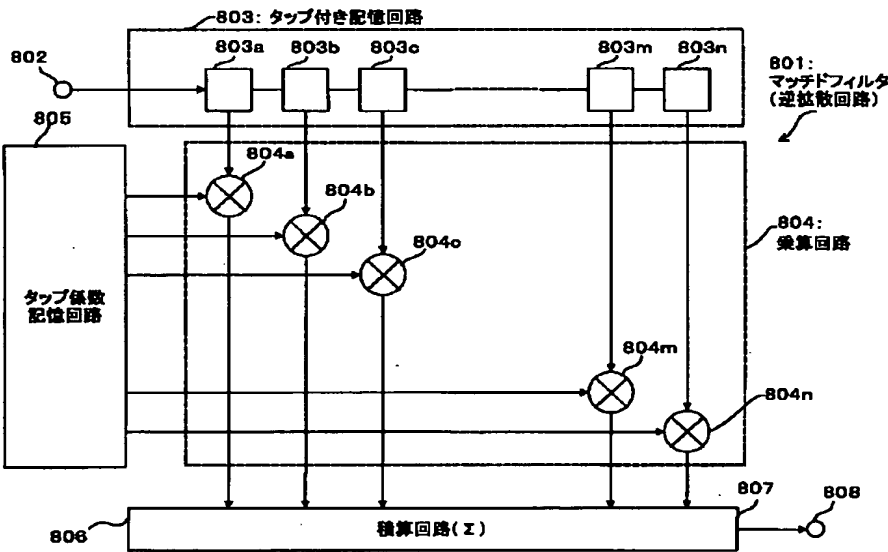 803: タップ付き記憶回路
802
803a
803b
803c
803m
803n
801:
マッチドフィルタ
(逆拡散回路)
805
804a
804b
804c
804:
乗算回路
タップ係数
記憶回路
804m
804n
806
積算回路(Σ)
807
808